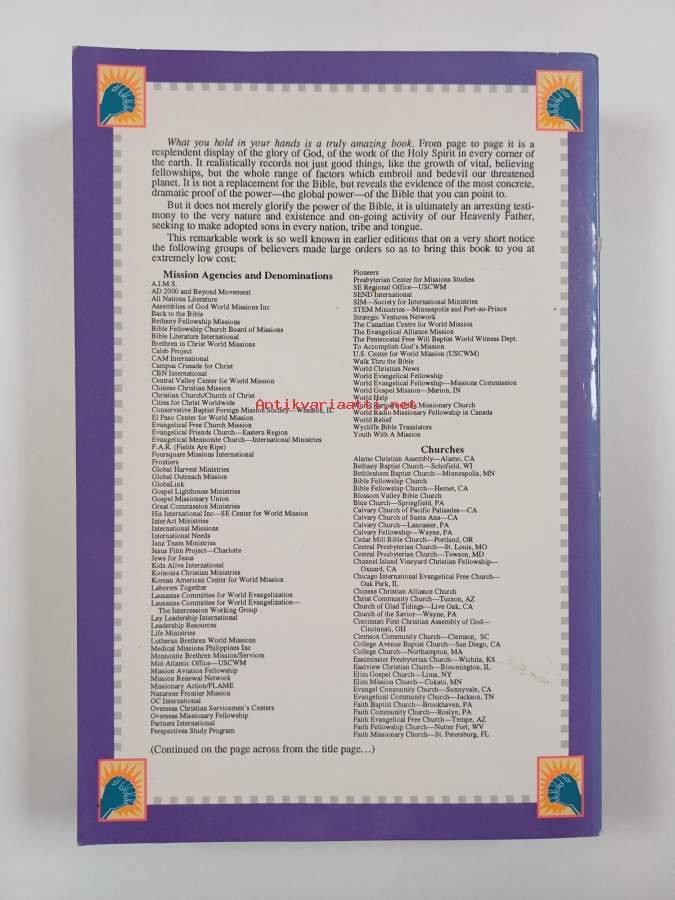 What you hold in your hands is a truly amazing book. From page to page it is a
resplendent display of the glory of God, of the work of the Holy Spirit in every corner of
the earth. It realistically records not just good things, like the growth of vital, believing
fellowships, but the whole range of factors which embroil and bedevil our threatened
planet. It is not a replacement for the Bible, but reveals the evidence of the most concrete,
dramatic proof of the power—the global power—of the Bible that you can point to.
But it does not merely glorify the power of the Bible, it is ultimately an arresting testi-
mony to the very nature and existence and on-going activity of our Heavenly Father,
seeking to make adopted sons in every nation, tribe and tongue.
This remarkable work is so well known in earlier editions that on a very short notice
the following groups of believers made large orders so as to bring this book to you at
extremely low cost:
Mission Agencies and Denominations
A.I.M.S.
AD 2000 and Beyond Movement
All Nations Literature
Assemblies of God World Missions Inc
Back to the Bible
Bethany Fellowship Missions
Bible Fellowship Church Board of Missions
Bible Literature International
Brethren in Christ World Missions
Caleb Project
CAM International
Campus Crusade for Christ
CBN International
Central Valley Center for World Mission
Chinese Christian Mission
Christian Church/Church of Christ
Cities for Christ Worldwide
Conservative Baptist Foreign Mission Society—Wheaton, IL
El Paso Center for World Mission
Evangelical Free Church Mission
Evangelical Friends Church—Eastern Region
Evangelical Mennonite Church—International Ministries
F.A.R. (Fields Are Ripe)
Foursquare Missions International
Frontiers
Global Harvest Ministries
Global Outreach Mission
GlobaLink
Gospel Lighthouse Ministries
Gospel Missionary Union
Great Commission Ministries
His International Inc—SE Center for World Mission
InterAct Ministries
International Missions
International Needs
Janz Team Ministries
Jesus Film Project—Charlotte
Jews for Jesus
Kids Alive International
Koinonia Christian Ministries
Korean American Center for World Mission
Laborers Together
Lausanne Committee for World Evangelization
Lausanne Committee for World Evangelization—
The Intercession Working Group
Lay Leadership International
Leadership Resources
Life Ministries
Lutheran Brethren World Missions
Medical Missions Philippines Inc
Mennonite Brethren Mission/Services
Mid-Atlantic Office—USCWM
Mission Aviation Fellowship
Mission Renewal Network
Missionary Action/FLAME
Nazarene Frontier Mission
OC International
Overseas Christian Servicemen's Centers
Overseas Missionary Fellowship
Partners International
Perspectives Study Program
(Continued on the page across from the title page...)
Pioneers
Presbyterian Center for Missions Studies
SE Regional Office—USCWM
SEND International
SIM—Society for International Ministries
STEM Ministries—Minneapolis and Port-au-Prince
Strategic Ventures Network
The Canadian Centre for World Mission
The Evangelical Alliance Mission
The Pentecostal Free Will Baptist World Witness Dept.
To Accomplish God's Mission
U.S. Center for World Mission (USCWM)
Walk Thru the Bible
World Christian News
World Evangelical Fellowship
World Evangelical Fellowship—Missions Commission
World Gospel Mission—Marion, IN
World Help
Missionary Church
World Radio Missionary Fellowship in Canada
World Relief
Wycliffe Bible Translators
Youth With A Mission
Churches
Alamo Christian Assembly—Alamo, CA
Bethany Baptist Church—Schofield, WI
Bethlenhem Baptist Church—Minneapolis, MN
Bible Fellowship Church
Bible Fellowship Church—Hemet, CA
Blossom Valley Bible Church
Blue Church—Springfield, PA
Calvary Church of Pacific Palisades—CA
Calvary Church of Santa Ana—CA
Calvary Church—Lancaster, PA
Calvary Fellowship—Wayne, PA
Cedar Mill Bible Church—Portland, OR
Central Presbyterian Church—St. Louis, MO
Central Presbyterian Church—Towson, MD
Channel Island Vineyard Christian Fellowship—
Oxnard, CA
Chicago International Evangelical Free Church—
Oak Park, IL
Chinese Christian Alliance Church
Christ Community Church—Tucson, AZ
Church of Glad Tidings—Live Oak, CA
Church of the Savior—Wayne, PA
Cincinnati First Christian Assembly of God—
Cincinnati, OH
Clemson Community Church—Clemson, SC
College Avenue Baptist Church—San Diego, CA
College Church—Northampton, MA
Eastminster Presbyterian Church—Wichita, KS
Eastview Christian Church—Bloomington, IL
Elim Gospel Church—Lima, NY
Elim Mission Church—Cokato, MN
Evangel Community Church—Sunnyvale, CA
Evangelical Community Church—Jackson, TN
Faith Baptist Church—Brookhaven, PA
Faith Community Church—Roslyn, PA
Faith Evangelical Free Church—Tempe, AZ
Faith Fellowship Church—Nutter Fort, WV
Faith Missionary Church—St. Petersburg, FL
Antikvariaatti.net